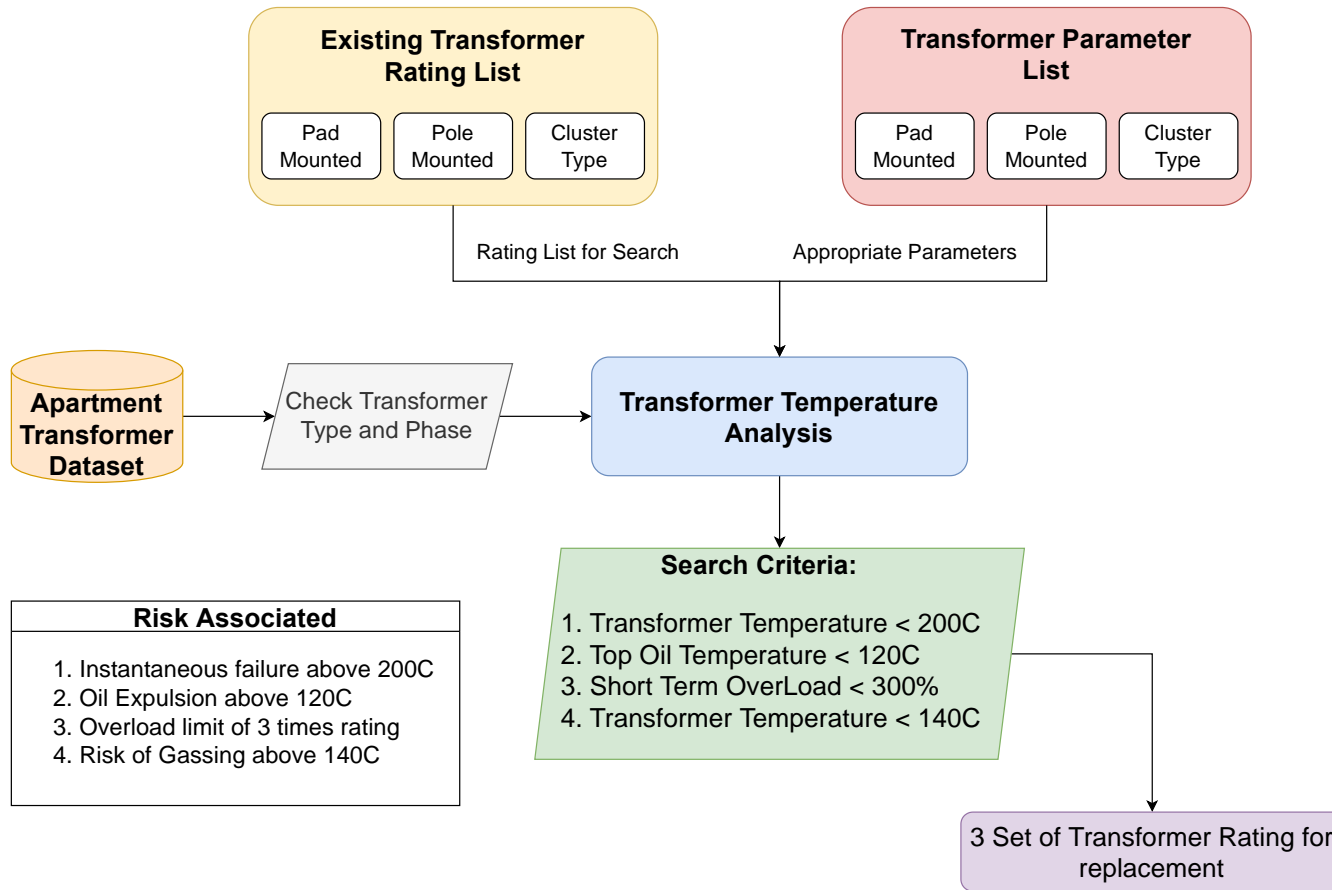 Existing Transformer
Rating List
Pad
Mounted
Pole
Mounted
Cluster
Type
Transformer Parameter
List
Pad
Mounted
Pole
Mounted
Cluster
Type
Rating List for Search
Appropriate Parameters
Apartment
Transformer
Dataset
Check Transformer
Type and Phase
Transformer Temperature
Analysis
Search Criteria:
1. Transformer Temperature < 200C
2. Top Oil Temperature < 120C
3. Short Term OverLoad < 300%
4. Transformer Temperature < 140C
Risk Associated
1. Instantaneous failure above 200C
2. Oil Expulsion above 120C
3. Overload limit of 3 times rating
4. Risk of Gassing above 140C
3 Set of Transformer Rating for
replacement